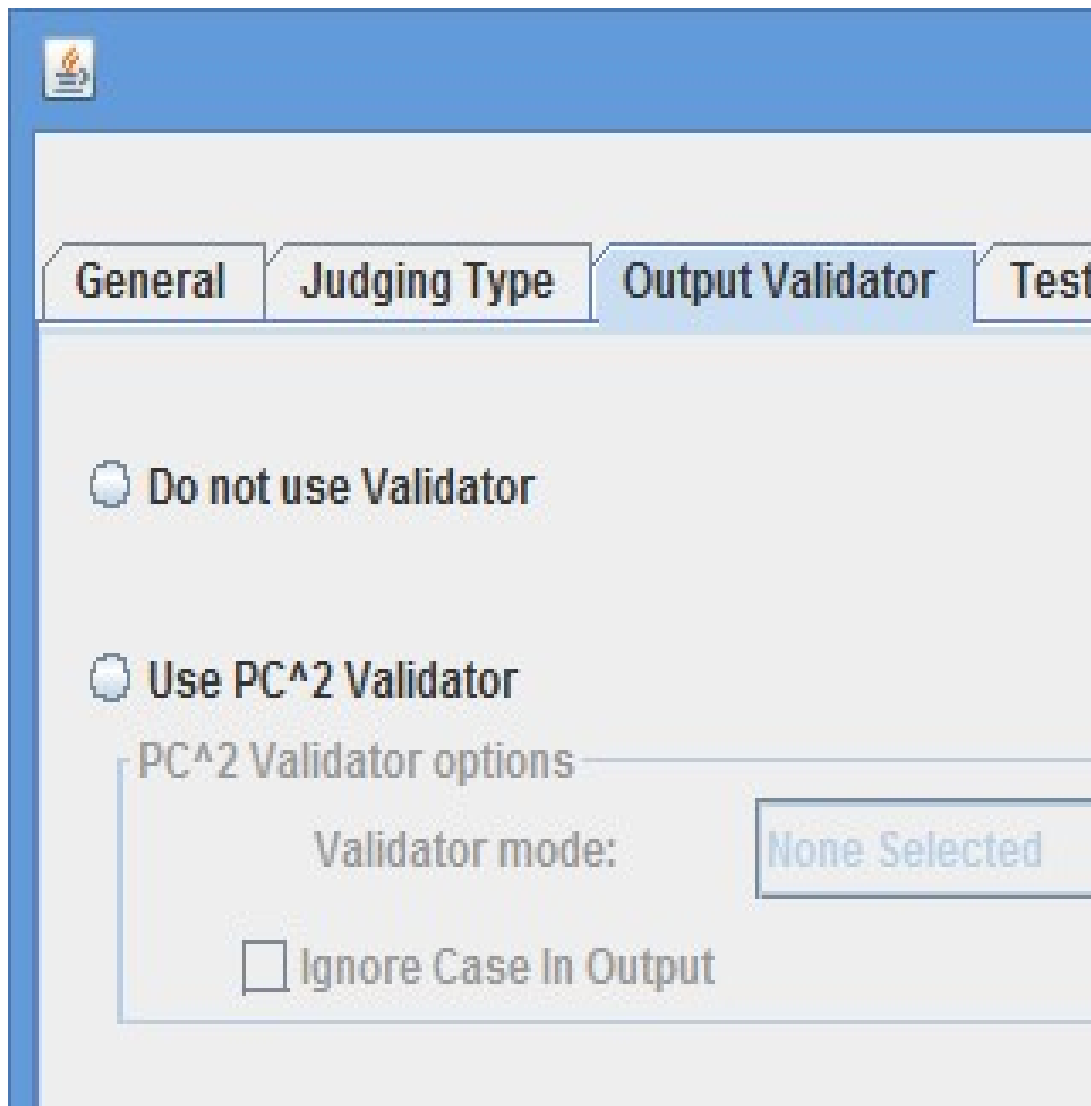 General Judging Type Output Validator Test
Do not use Validator
Use PC^2 Validator
PC^2 Validator options
Validator mode: None Selected
Ignore Case In Output